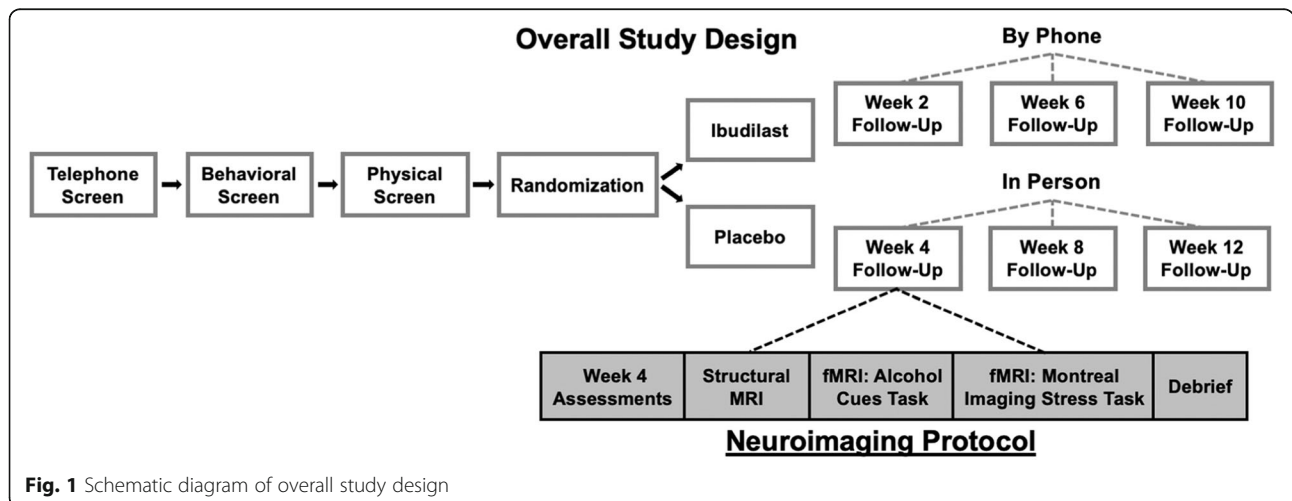 Overall Study Design
Telephone
Screen
Behavioral
Screen
Physical
Screen
Randomization
Ibudilast
Placebo
By Phone
Week 2
Follow-Up
Week 6
Follow-Up
Week 10
Follow-Up
In Person
Week 4
Follow-Up
Week 8
Follow-Up
Week 12
Follow-Up
Week 4
Assessments
Structural
MRI
fMRI: Alcohol
Cues Task
fMRI: Montreal
Imaging Stress Task
Debrief
Neuroimaging Protocol
Fig. 1 Schematic diagram of overall study design